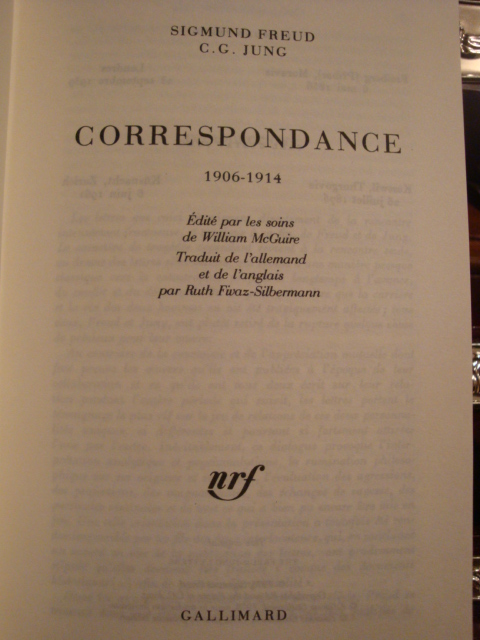 SIGMUND FREUD
C.G. JUNG
CORRESPONDANCE
1906-1914
Édité par les soins
de William McGuire
Traduit de l'allemand
et de l'anglais
par Ruth Fivaz-Silbermann
nrf
GALLIMARD